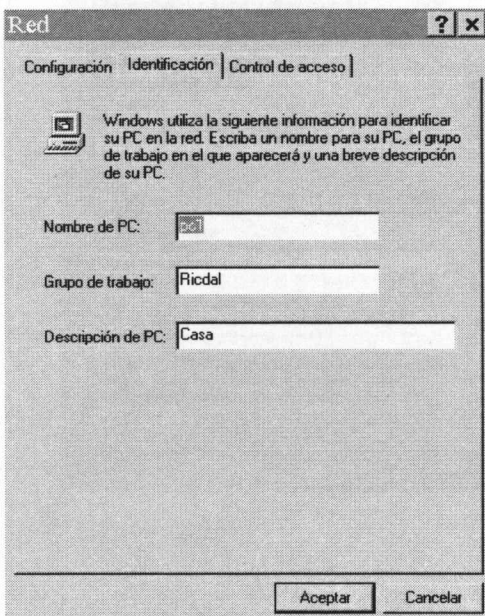 Red
Configuración Identificación Control de acceso
Windows utiliza la siguiente información para identificar
su PC en la red. Escriba un nombre para su PC, el grupo
de trabajo en el que aparecerá y una breve descripción
de su PC.
Nombre de PC: pc1
Grupo de trabajo: Ricdal
Descripción de PC: Casa
Aceptar Cancelar